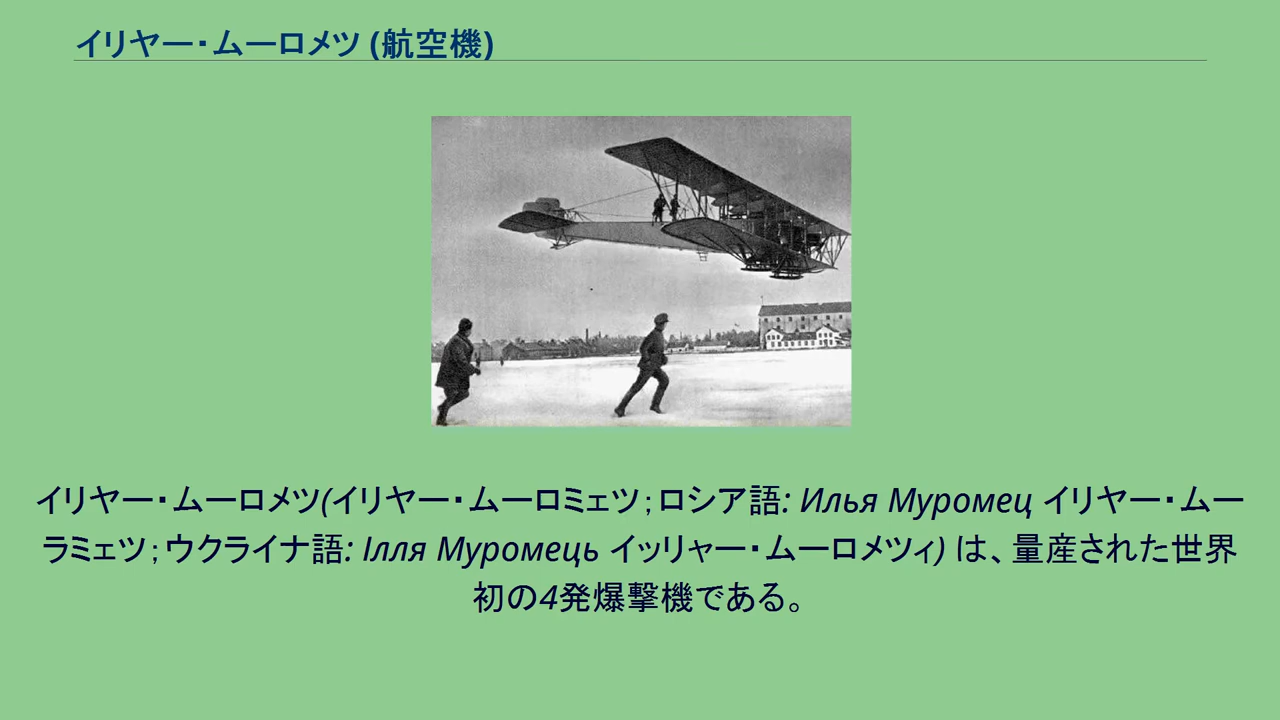 イリヤー・ムーロメツ (航空機)
イリヤー・ムーロメツ(イリヤー・ムーロミェツ；ロシア語: Илья Муромец イリヤー・ムー
ラミェツ；ウクライナ語: Ілля Муромець イッリャー・ムーロメツィ) は、量産された世界
初の4発爆撃機である。